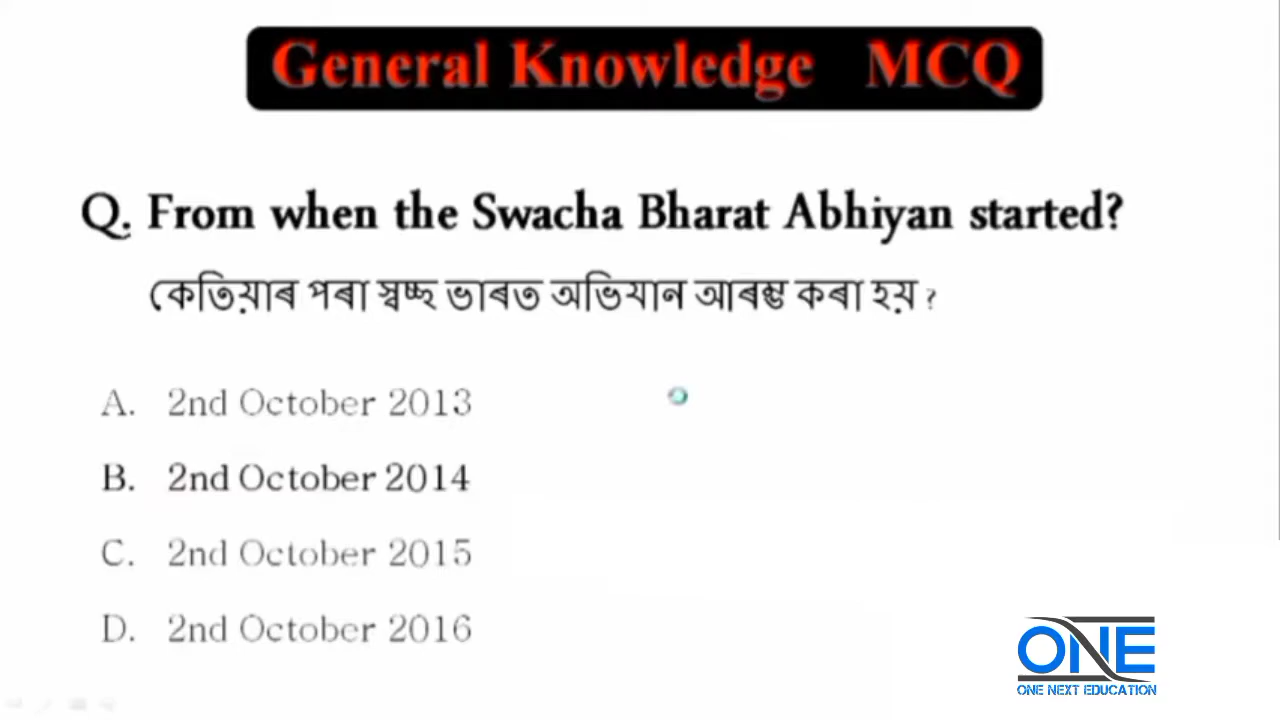 General Knowledge MCQ
Q. From when the Swacha Bharat Abhiyan started?
কেতিয়াৰ পৰা স্বচ্ছ ভাৰত অভিযান আৰম্ভ কৰা হয় ?
A. 2nd October 2013
B. 2nd October 2014
C. 2nd October 2015
D. 2nd October 2016
ONE
ONE NEXT EDUCATION